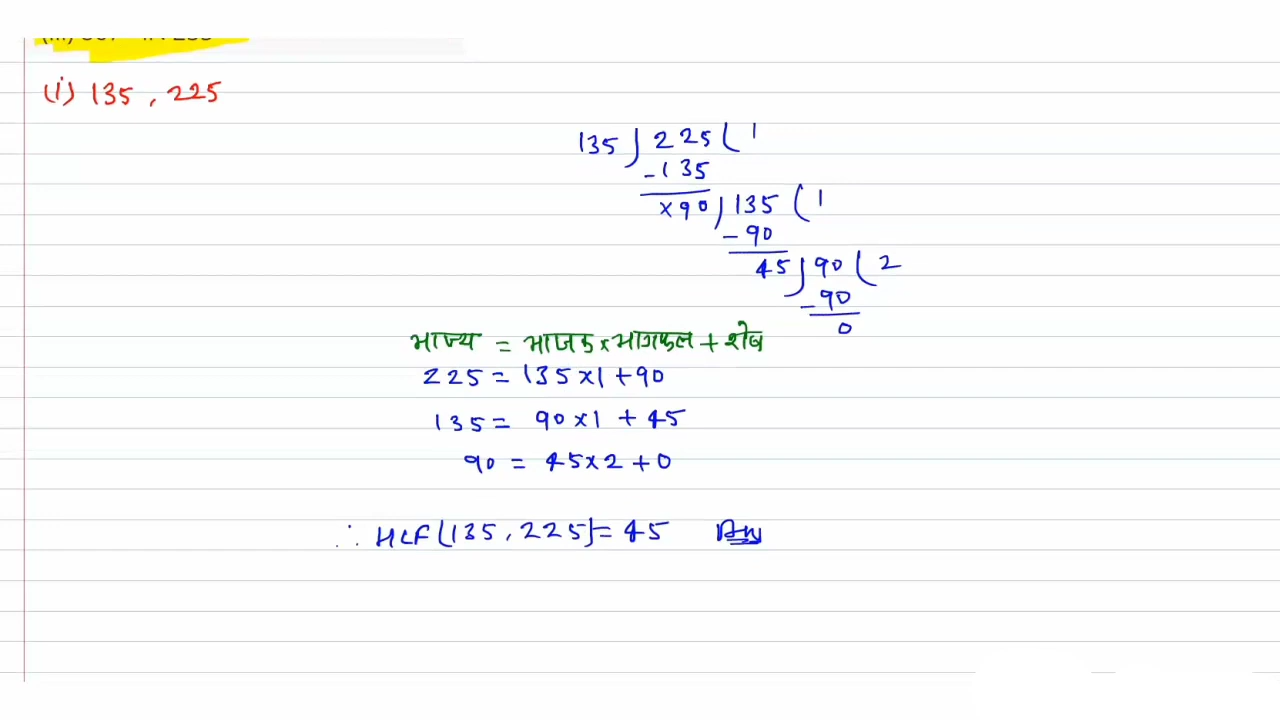 (i) 135, 225
135 ) 225 ( 1
-135
×90 ) 135 ( 1
-90
45 ) 90 ( 2
-90
0
भाज्य = भाजक × भागफल + शेष
225 = 135×1+90
135 = 90×1 + 45
90 = 45×2+0
∴ HCF(135, 225) = 45 Ans